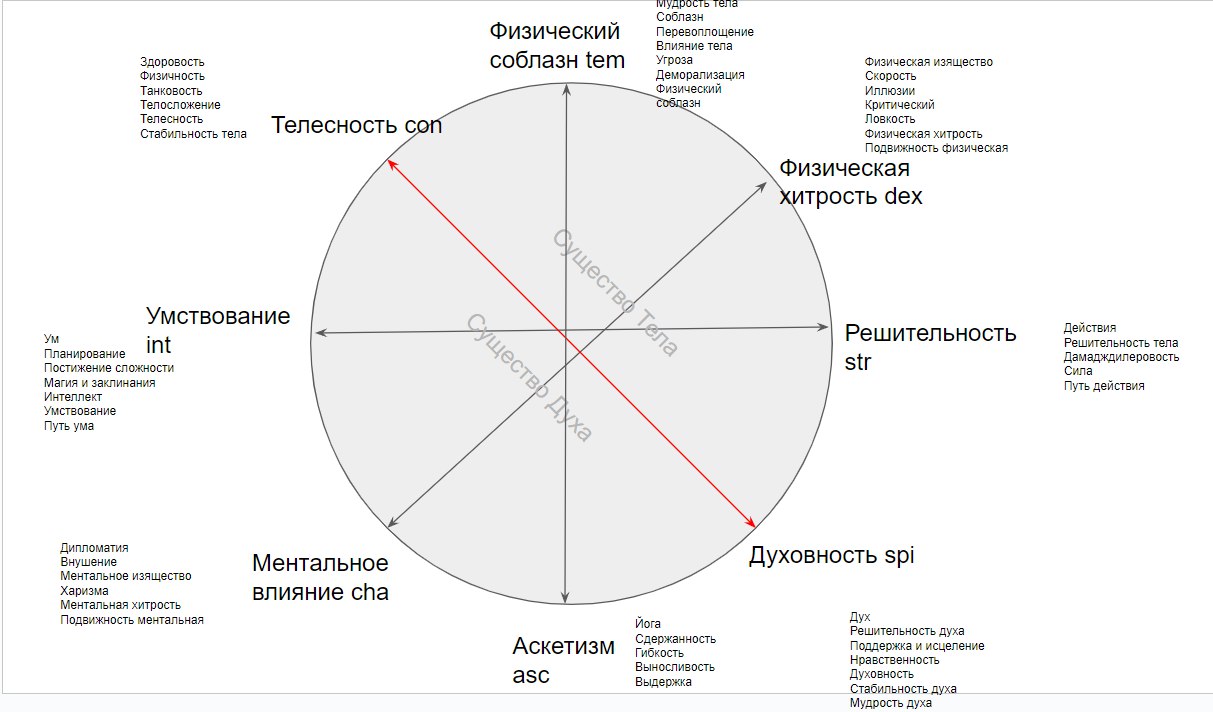 Мудрость тела
Соблазн
Перевоплощение
Влияние тела
Угроза
Деморализация
Физический
соблазн
Физический
соблазн tem
Здоровость
Физичность
Танковость
Телосложение
Телесность
Стабильность тела
Телесность con
Физическая изящество
Скорость
Иллюзии
Критический
Ловкость
Физическая хитрость
Подвижность физическая
Физическая
хитрость dex
Существо Тела
Существо Духа
Умствование
int
Ум
Планирование
Постижение сложности
Магия и заклинания
Интеллект
Умствование
Путь ума
Решительность
str
Действия
Решительность тела
Дамадждилеровость
Сила
Путь действия
Дипломатия
Внушение
Ментальное изящество
Харизма
Ментальная хитрость
Подвижность ментальная
Ментальное
влияние cha
Духовность spi
Аскетизм
asc
Йога
Сдержанность
Гибкость
Выносливость
Выдержка
Дух
Решительность духа
Поддержка и исцеление
Нравственность
Духовность
Стабильность духа
Мудрость духа